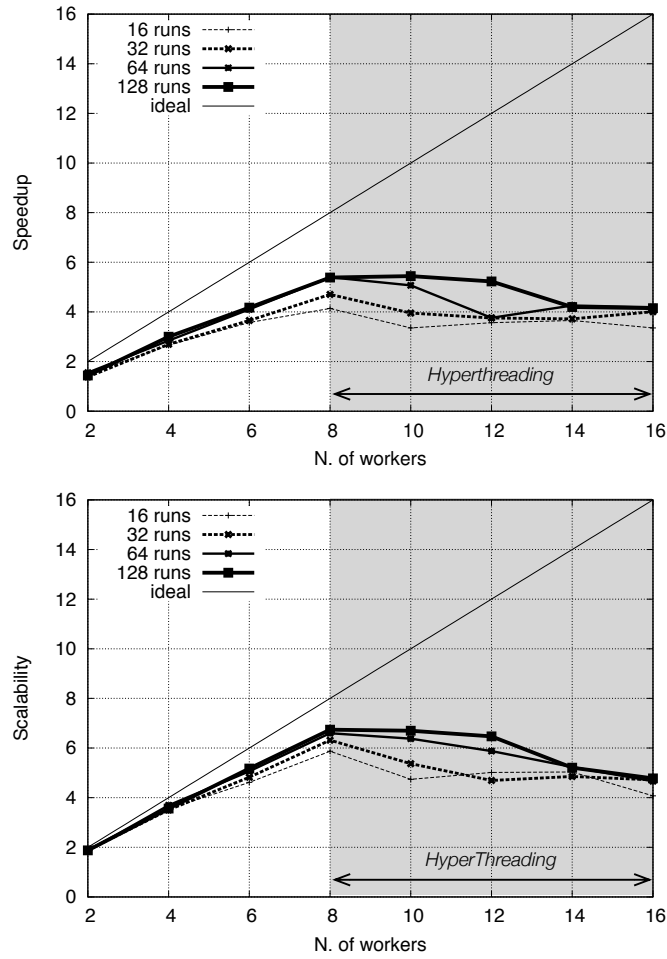 16
14
12
10
8
6
4
2
0
Speedup
16 runs
32 runs
64 runs
128 runs
ideal
Hyperthreading
2 4 6 8 10 12 14 16
N. of workers
16
14
12
10
8
6
4
2
0
Scalability
16 runs
32 runs
64 runs
128 runs
ideal
HyperThreading
2 4 6 8 10 12 14 16
N. of workers